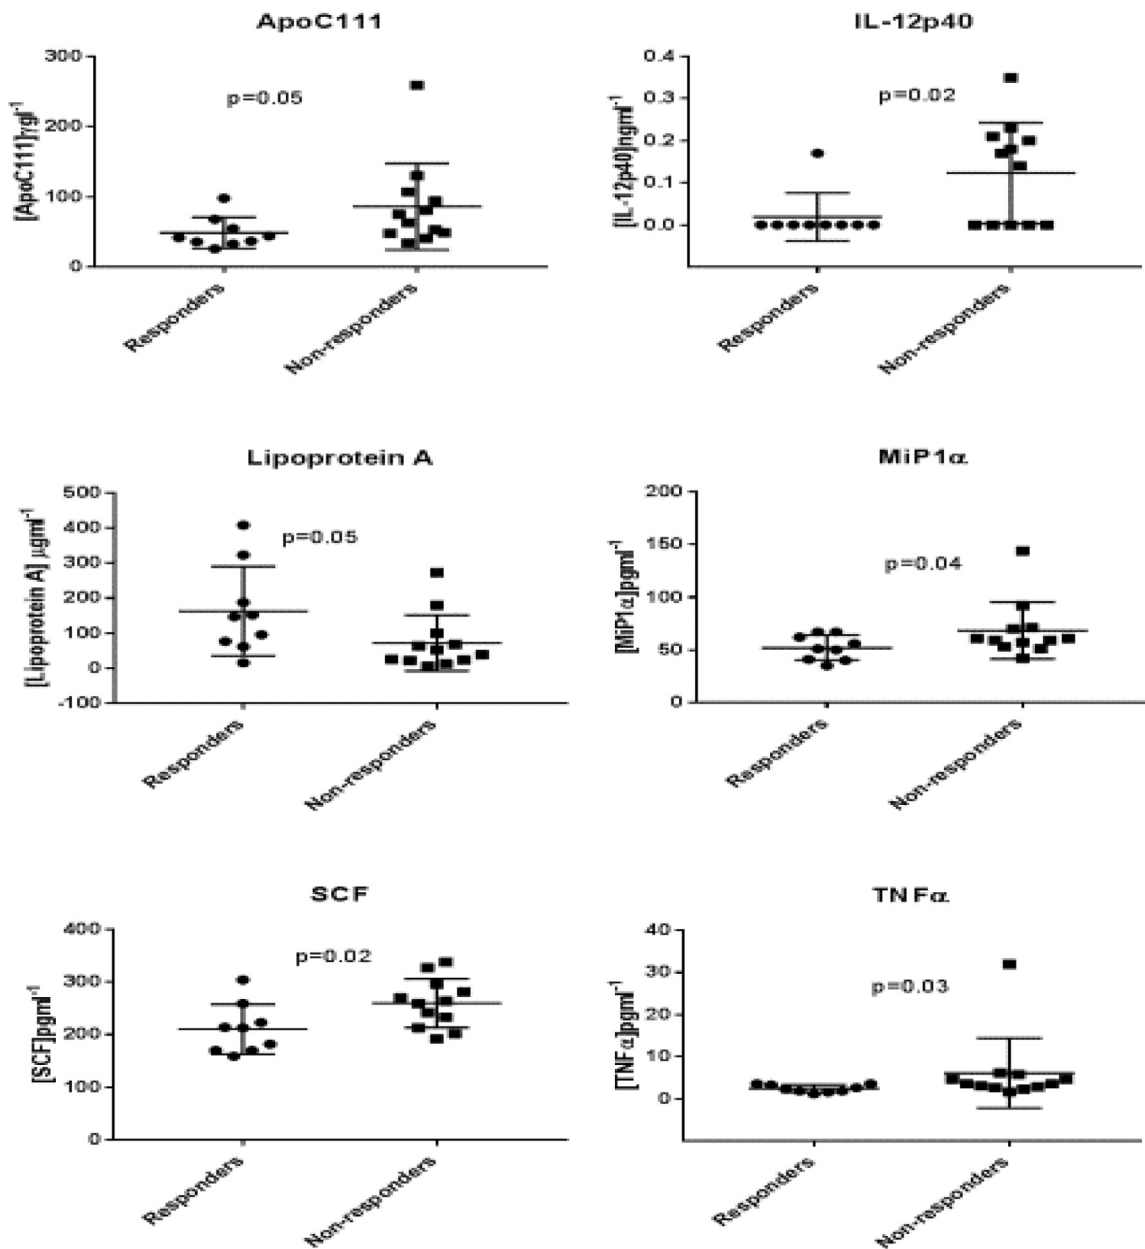 ApoC111
300
200
100
0
[ApoC111]γgl-1
p=0.05
Responders
Non-responders
IL-12p40
0.4
0.3
0.2
0.1
0.0
[IL-12p40]ngml-1
p=0.02
Responders
Non-responders
Lipoprotein A
500
400
300
200
100
0
-100
[Lipoprotein A] μgml-1
p=0.05
Responders
Non-responders
MiP1α
200
150
100
50
0
[MiP1α]pgml-1
p=0.04
Responders
Non-responders
SCF
400
300
200
100
0
[SCF]pgml-1
p=0.02
Responders
Non-responders
TNFα
40
30
20
10
0
[TNFα]pgml-1
p=0.03
Responders
Non-responders